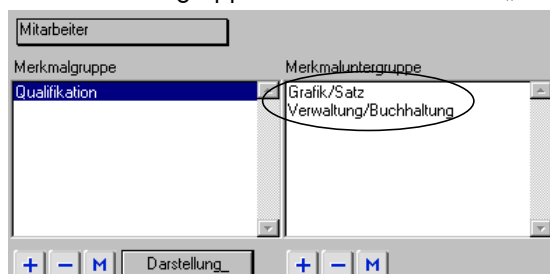 Mitarbeiter
Merkmalgruppe
Merkmaluntergruppe
Qualifikation
Grafik/Satz
Verwaltung/Buchhaltung
+ − M Darstellung_
+ − M